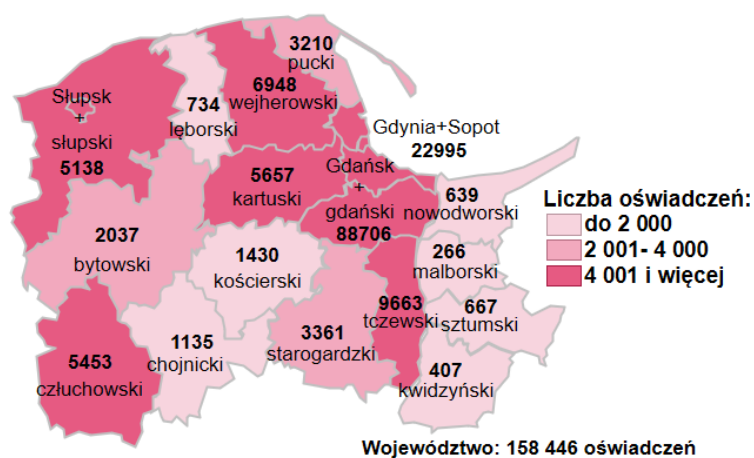 3210
pucki
Słupsk
+
słupski
5138
734
lęborski
6948
wejherowski
Gdynia+Sopot
22995
5657
kartuski
Gdańsk
+
gdański
88706
639
nowodworski
Liczba oświadczeń:
do 2 000
2 001- 4 000
4 001 i więcej
2037
bytowski
1430
kościerski
266
malborski
9663
tczewski
667
sztumski
5453
człuchowski
1135
chojnicki
3361
starogardzki
407
kwidzyński
Województwo: 158 446 oświadczeń